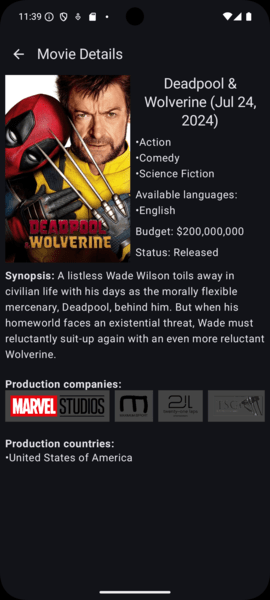 11:39
Movie Details
Deadpool &
Wolverine (Jul 24,
2024)
•Action
•Comedy
•Science Fiction
Available languages:
•English
Budget: $200,000,000
Status: Released
DEADPOOL
& WOLVERINE
Synopsis: A listless Wade Wilson toils away in
civilian life with his days as the morally flexible
mercenary, Deadpool, behind him. But when his
homeworld faces an existential threat, Wade must
reluctantly suit-up again with an even more reluctant
Wolverine.
Production companies:
MARVEL STUDIOS
21
Production countries:
•United States of America